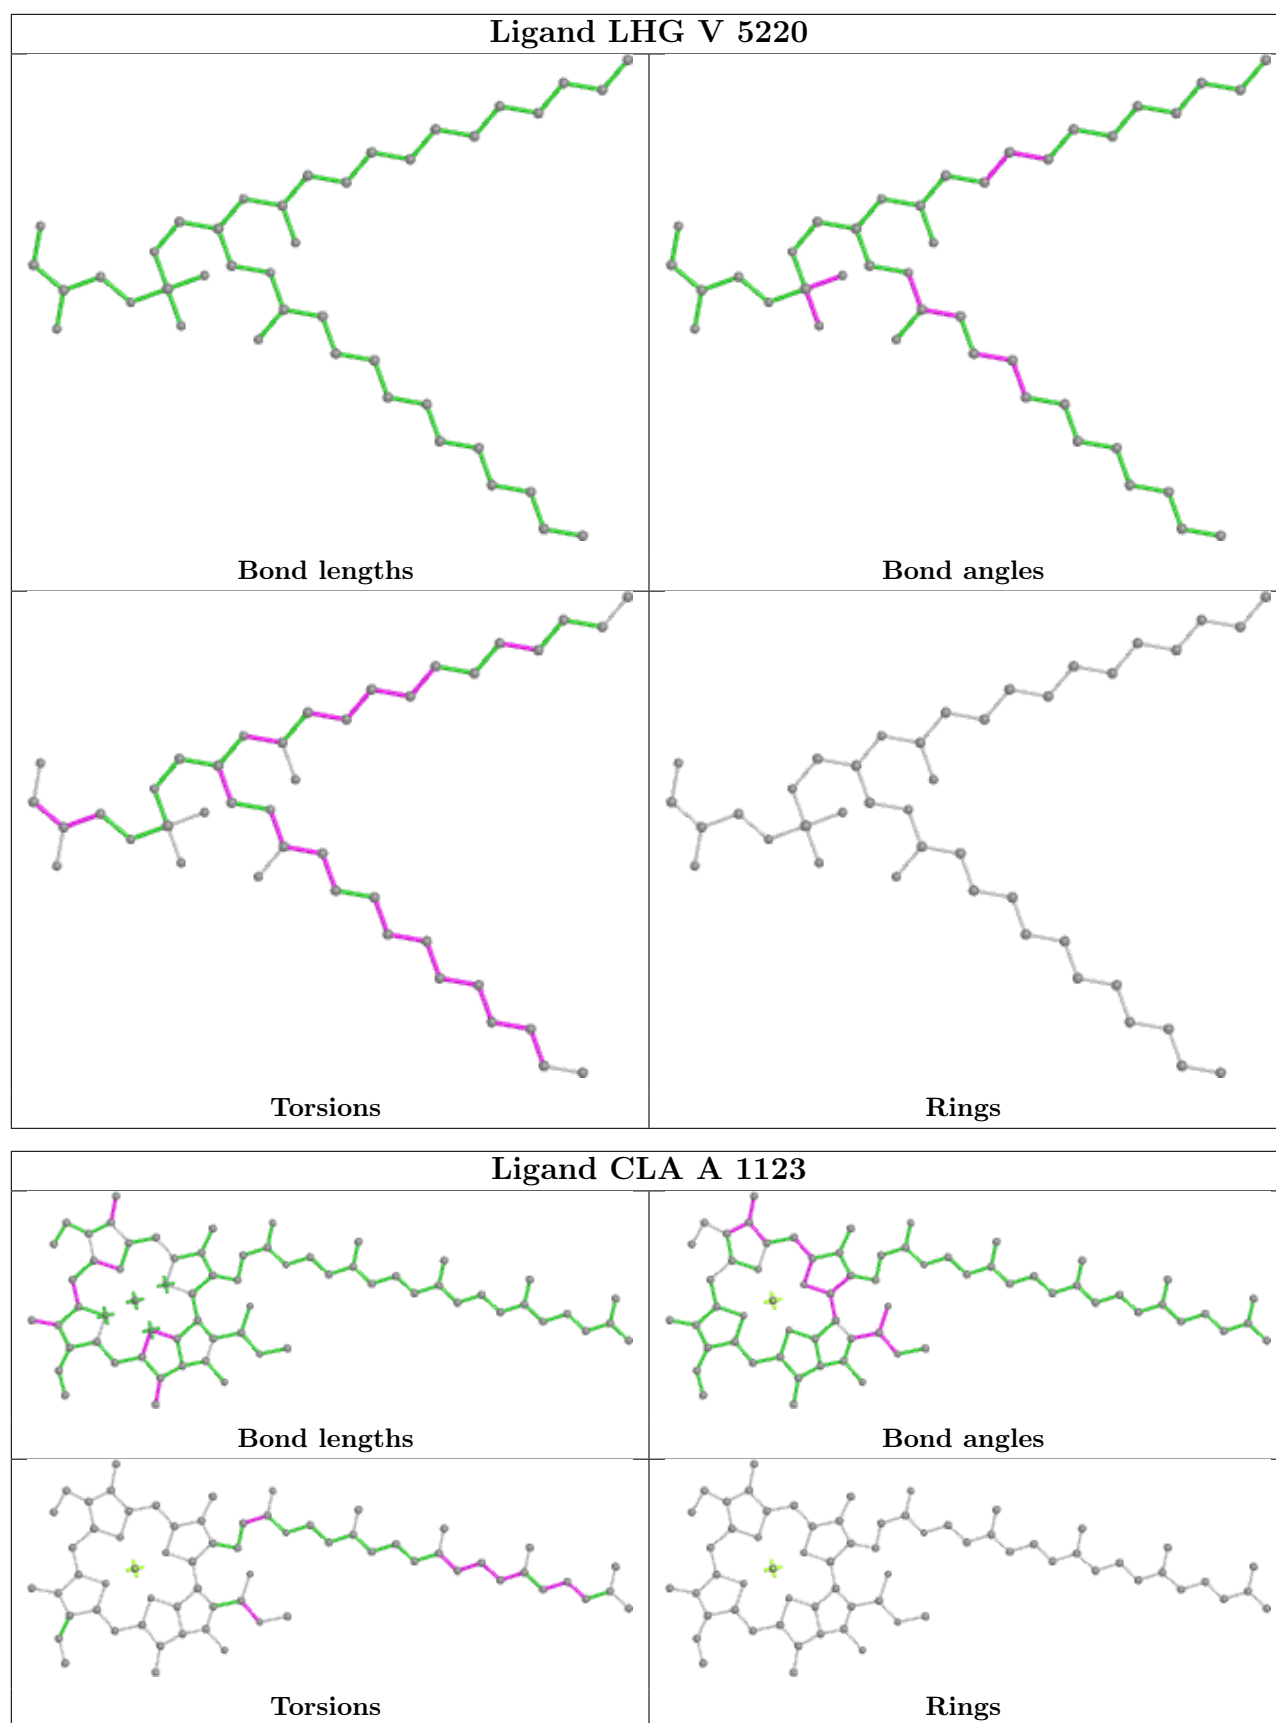 Ligand LHG V 5220
Bond lengths
Bond angles
Torsions
Rings
Ligand CLA A 1123
Bond lengths
Bond angles
Torsions
Rings